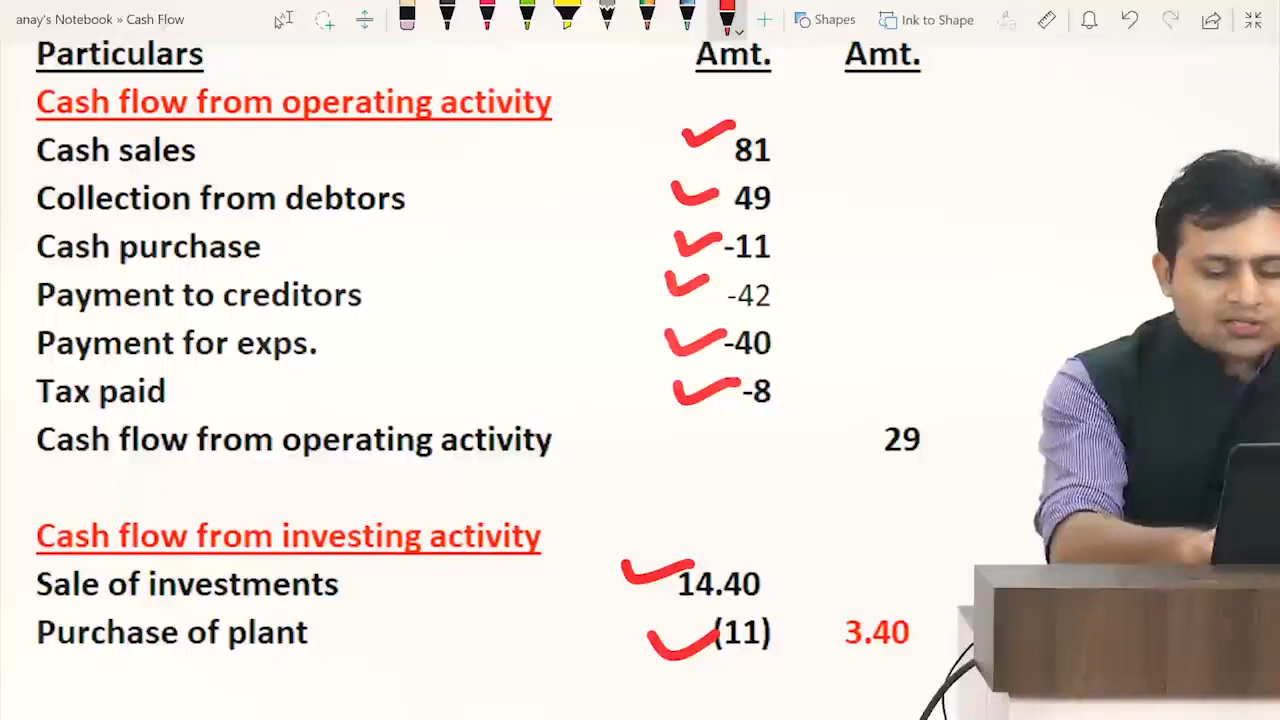 anay's Notebook » Cash Flow
Shapes
Ink to Shape
Particulars Amt. Amt.
Cash flow from operating activity
Cash sales 81
Collection from debtors 49
Cash purchase -11
Payment to creditors -42
Payment for exps. -40
Tax paid -8
Cash flow from operating activity 29
Cash flow from investing activity
Sale of investments 14.40
Purchase of plant (11) 3.40